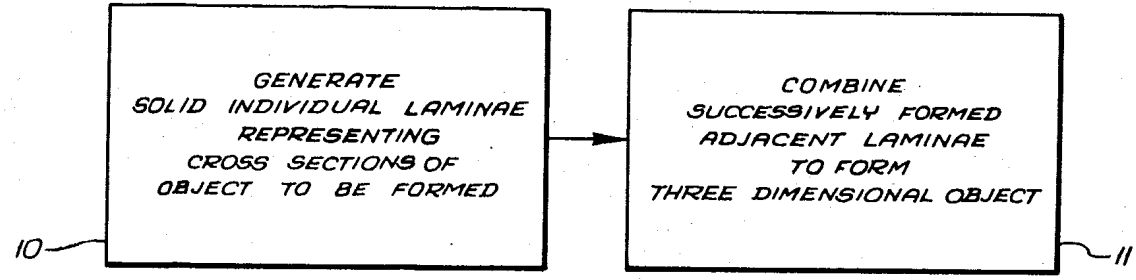 GENERATE
SOLID INDIVIDUAL LAMINAE
REPRESENTING
CROSS SECTIONS OF
OBJECT TO BE FORMED
10
COMBINE
SUCCESSIVELY FORMED
ADJACENT LAMINAE
TO FORM
THREE DIMENSIONAL OBJECT
11